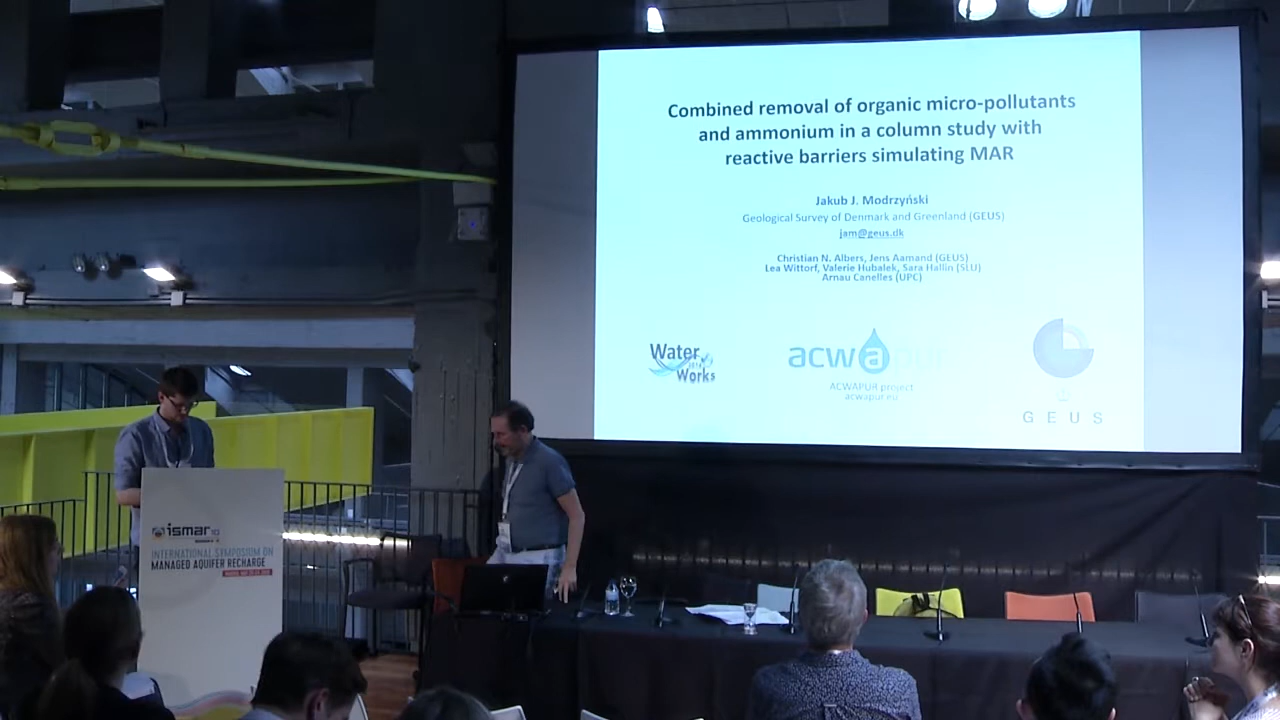 Combined removal of organic micro-pollutants
and ammonium in a column study with
reactive barriers simulating MAR
Jakub J. Modrzyński
Geological Survey of Denmark and Greenland (GEUS)
jam@geus.dk
Christian N. Albers, Jens Aamand (GEUS)
Lea Wittorf, Valerie Hubalek, Sara Hallin (SLU)
Arnau Canelles (UPC)
Water
Works
acwapur
ACWAPUR project
acwapur.eu
GEUS
ismar10
INTERNATIONAL SYMPOSIUM ON
MANAGED AQUIFER RECHARGE